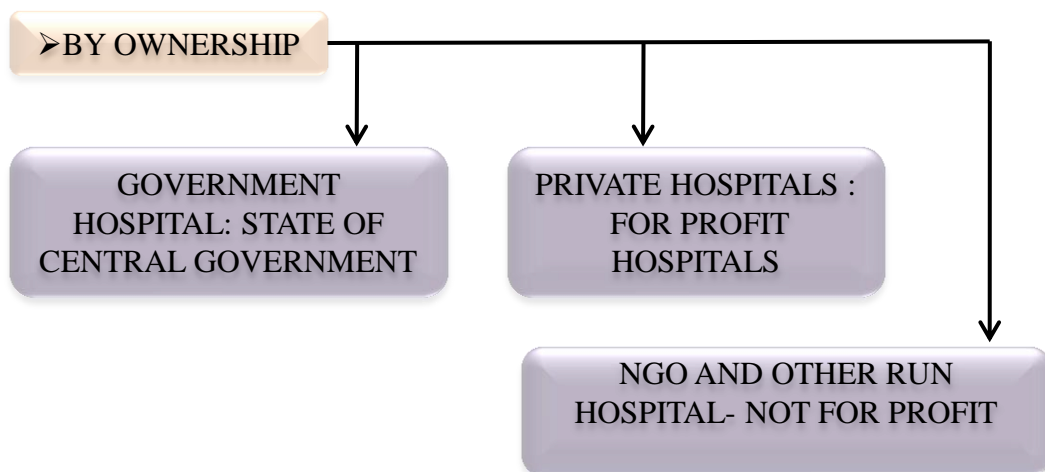 ➢BY OWNERSHIP
GOVERNMENT
HOSPITAL: STATE OF
CENTRAL GOVERNMENT
PRIVATE HOSPITALS :
FOR PROFIT
HOSPITALS
NGO AND OTHER RUN
HOSPITAL- NOT FOR PROFIT